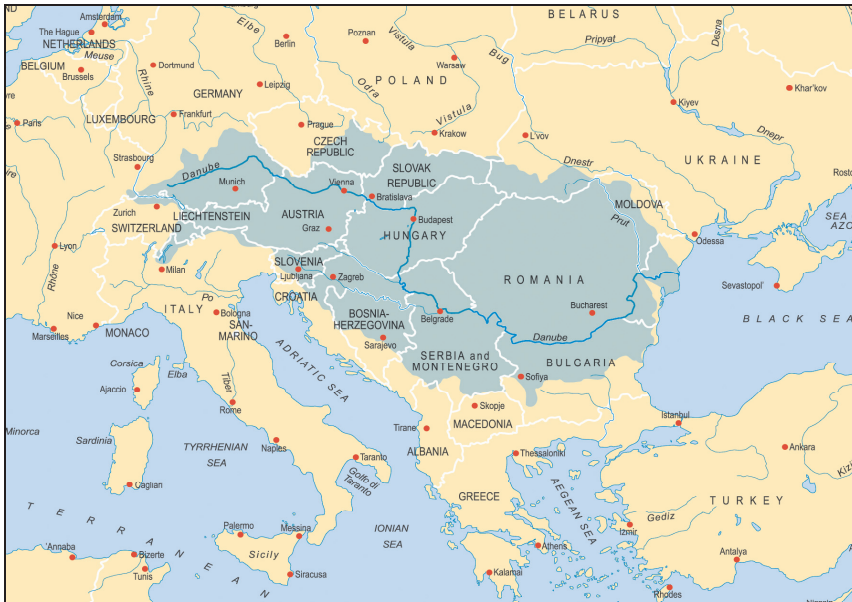 ND
Amsterdam
The Hague
NETHERLANDS
Meuse
BELGIUM
Brussels
Rhine
Dortmund
Elbe
Berlin
Poznan
Vistula
Warsaw
Bug
BELARUS
Pripyat
Desna
Leipzig
GERMANY
Odra
POLAND
Vistula
Khar'kov
Kiyev
Paris
LUXEMBOURG
Frankfurt
Prague
Krakow
L'vov
Dnepr
CZECH
REPUBLIC
Strasbourg
Danube
Munich
Vienna
SLOVAK
REPUBLIC
Bratislava
Dnestr
UKRAINE
Rosto
Zurich
LIECHTENSTEIN
SWITZERLAND
AUSTRIA
Graz
Budapest
HUNGARY
MOLDOVA
Prut
Odessa
SEA
AZO
Lyon
Rhône
Milan
SLOVENIA
Ljubljana
Zagreb
CROATIA
ROMANIA
Sevastopol'
Po
ITALY
Bologna
SAN-
MARINO
Nice
MONACO
Marseilles
BOSNIA-
HERZEGOVINA
Sarajevo
Belgrade
Bucharest
Danube
BLACK SEA
SERBIA and
MONTENEGRO
BULGARIA
Sofiya
Corsica
Elba
Ajaccio
Tiber
Rome
ADRIATIC SEA
Skopje
MACEDONIA
Istanbul
Minorca
Sardinia
TYRRHENIAN
SEA
Naples
Taranto
Golfo di
Taranto
Tirane
ALBANIA
Thessaloniki
Ankara
Caglian
GREECE
AEGEAN SEA
TURKEY
Gediz
Izmir
TERRANEAN
Palermo
Messina
Sicily
Siracusa
IONIAN
SEA
'Annaba
Bizerte
Tunis
Athens
Kalamai
Antalya
Rhodes